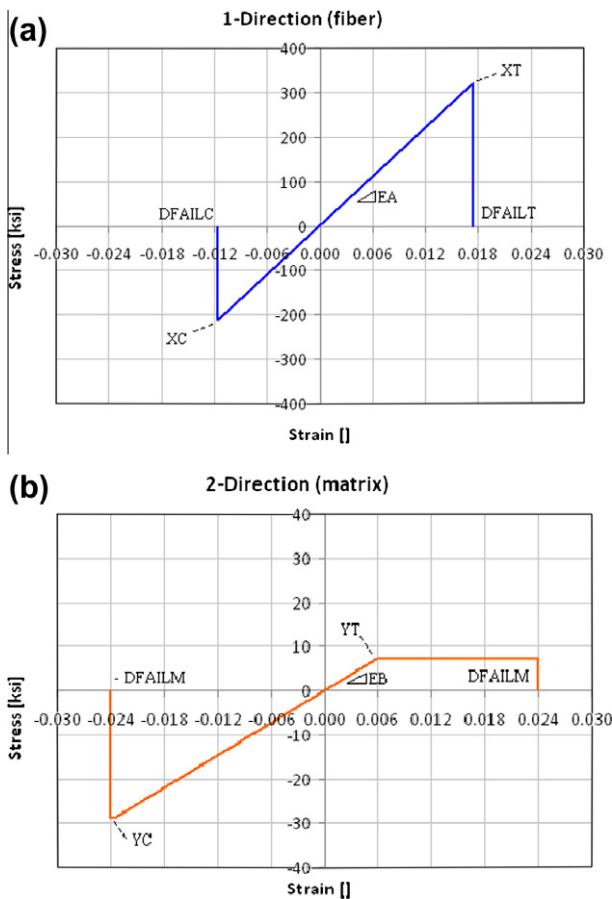 (a)
1-Direction (fiber)
400
300
200
100
0
-100
-200
-300
-400
XT
EA
DFAILC
DFAILT
XC
-0.030 -0.024 -0.018 -0.012 -0.006 0.000 0.006 0.012 0.018 0.024 0.030
Stress [ksi]
Strain []
(b)
2-Direction (matrix)
40
30
20
10
0
-10
-20
-30
-40
YT
EB
- DFAILM
DFAILM
YC
-0.030 -0.024 -0.018 -0.012 -0.006 0.000 0.006 0.012 0.018 0.024 0.030
Stress [ksi]
Strain []